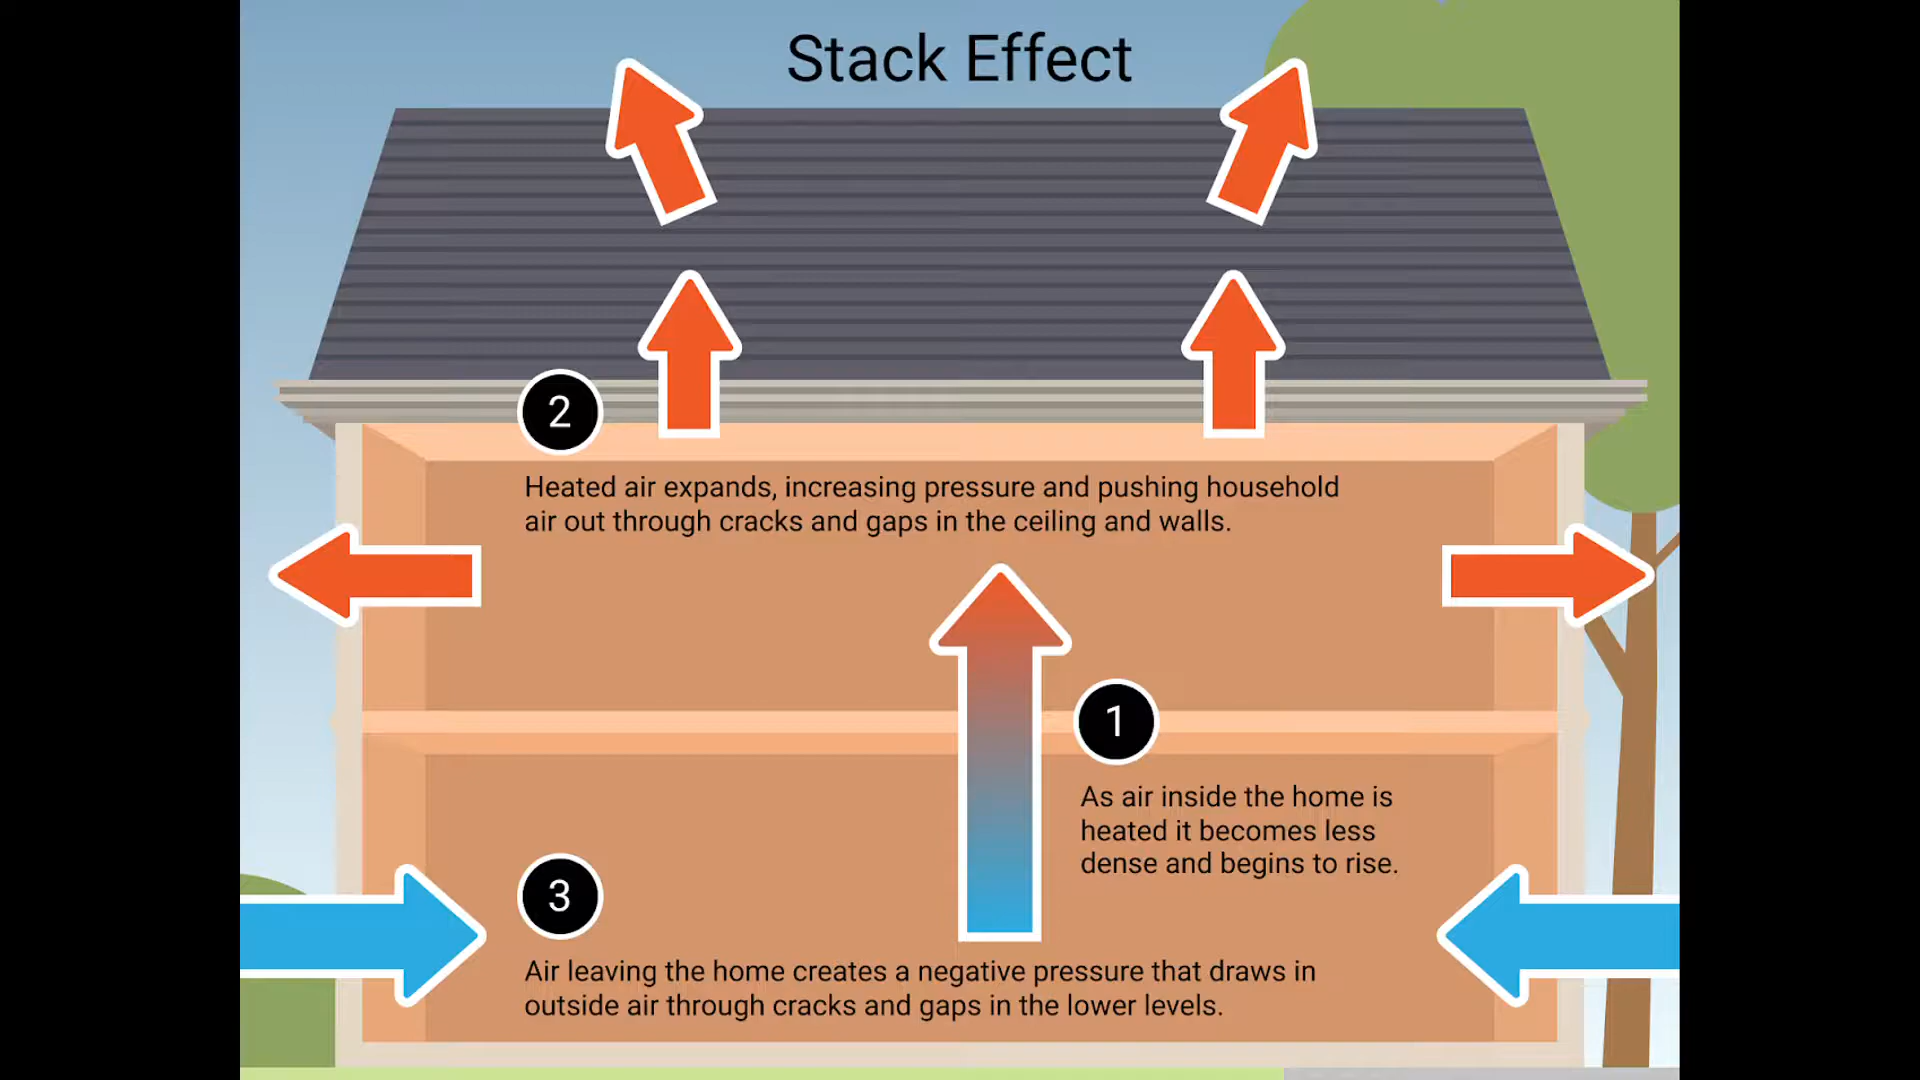 Stack Effect
2
Heated air expands, increasing pressure and pushing household
air out through cracks and gaps in the ceiling and walls.
1
As air inside the home is
heated it becomes less
dense and begins to rise.
3
Air leaving the home creates a negative pressure that draws in
outside air through cracks and gaps in the lower levels.